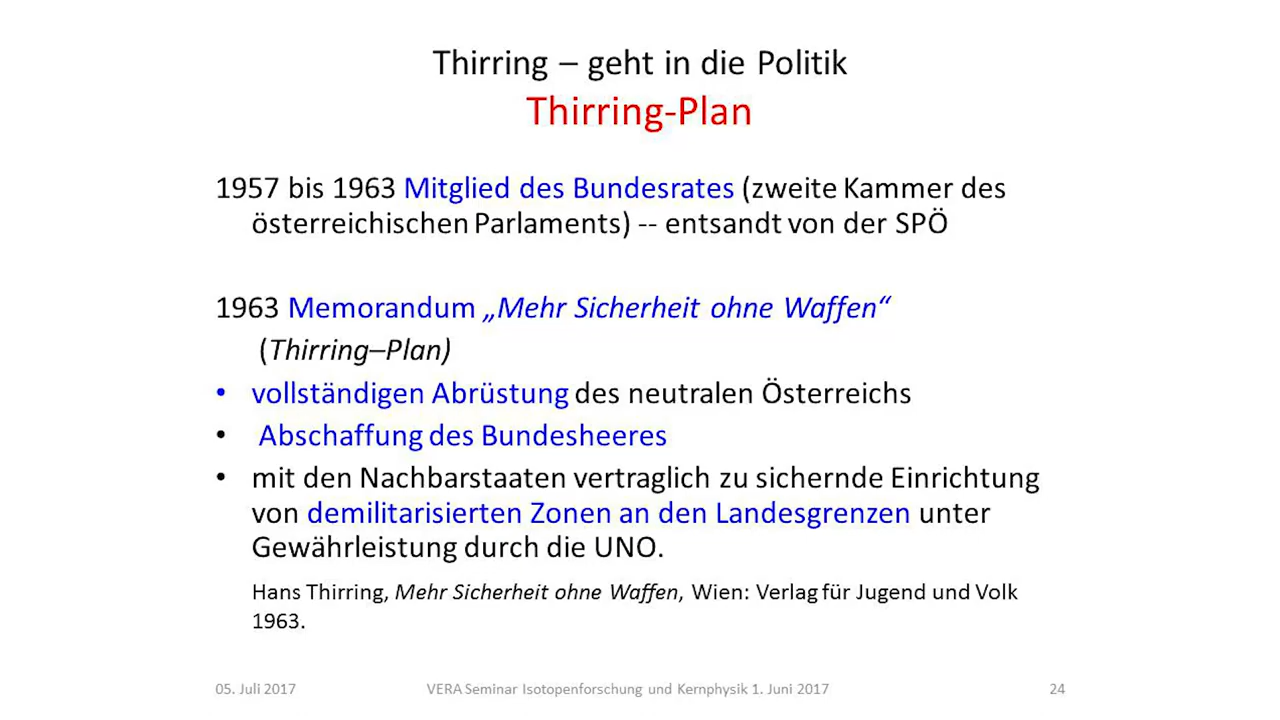 Thirring – geht in die Politik
Thirring-Plan
1957 bis 1963 Mitglied des Bundesrates (zweite Kammer des
österreichischen Parlaments) -- entsandt von der SPÖ
1963 Memorandum „Mehr Sicherheit ohne Waffen“
(Thirring–Plan)
• vollständigen Abrüstung des neutralen Österreichs
• Abschaffung des Bundesheeres
• mit den Nachbarstaaten vertraglich zu sichernde Einrichtung
von demilitarisierten Zonen an den Landesgrenzen unter
Gewährleistung durch die UNO.
Hans Thirring, Mehr Sicherheit ohne Waffen, Wien: Verlag für Jugend und Volk
1963.
05. Juli 2017 VERA Seminar Isotopenforschung und Kernphysik 1. Juni 2017 24